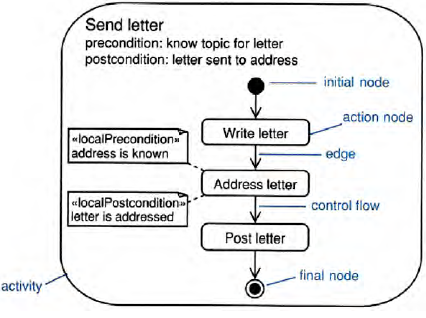 Send letter
precondition: know topic for letter
postcondition: letter sent to address
initial node
action node
Write letter
«localPrecondition»
address is known
edge
Address letter
«localPostcondition»
letter is addressed
control flow
Post letter
final node
activity